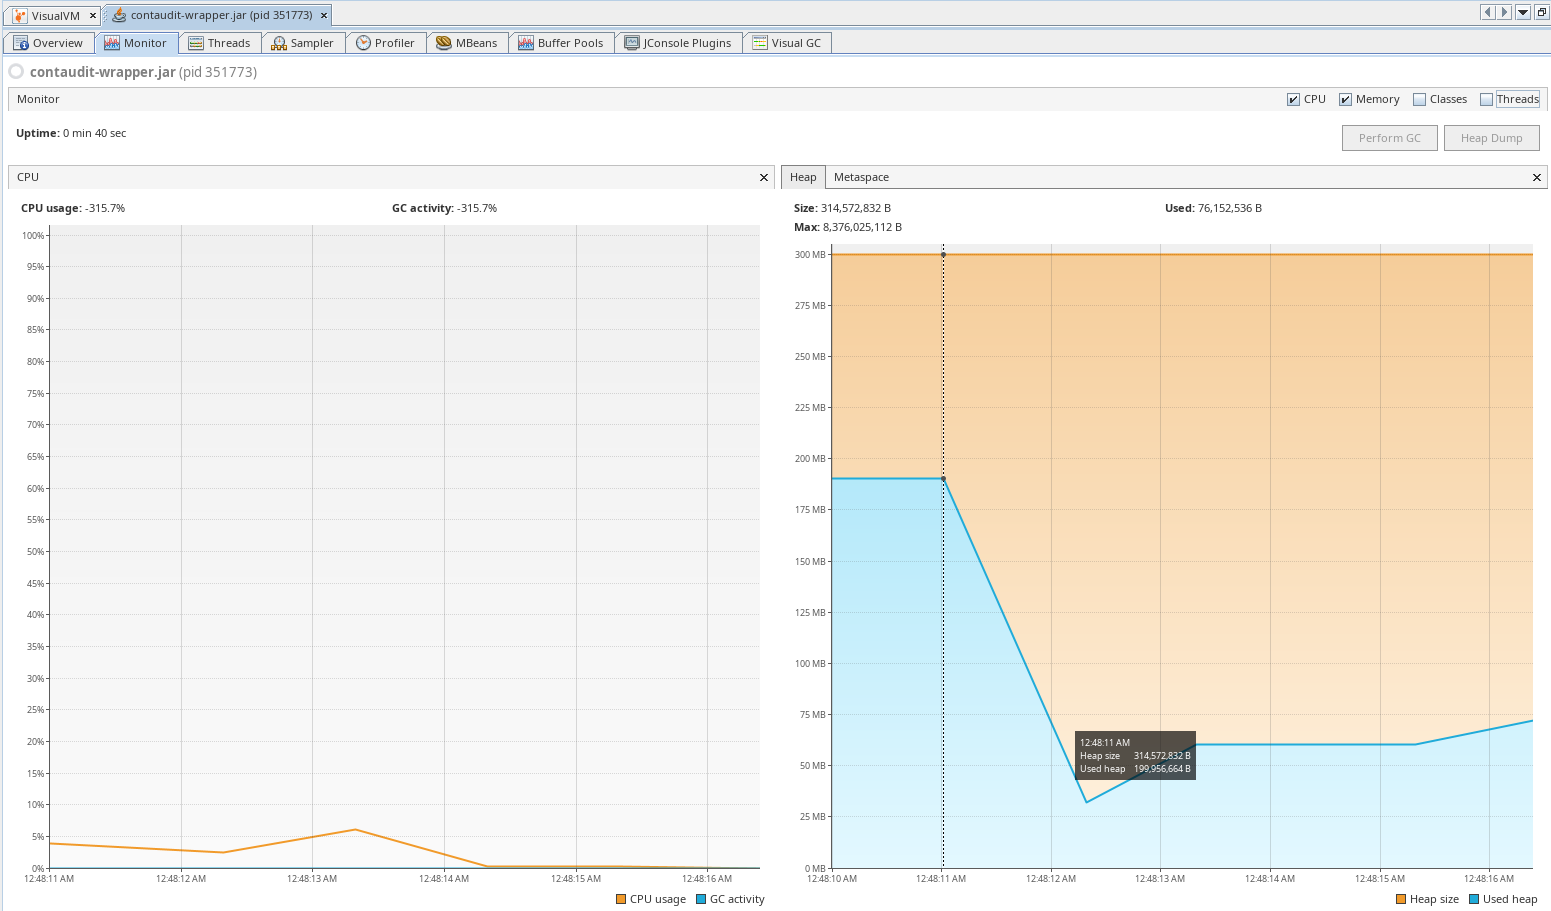 VisualVM contaudit-wrapper.jar (pid 351773)
Overview Monitor Threads Sampler Profiler MBeans Buffer Pools JConsole Plugins Visual GC
contaudit-wrapper.jar (pid 351773)
Monitor CPU Memory Classes Threads
Uptime: 0 min 40 sec
Perform GC Heap Dump
CPU
CPU usage: -315.7% GC activity: -315.7%
100%
95%
90%
85%
80%
75%
70%
65%
60%
55%
50%
45%
40%
35%
30%
25%
20%
15%
10%
5%
0%
12:48:11 AM 12:48:12 AM 12:48:13 AM 12:48:14 AM 12:48:15 AM 12:48:16 AM
CPU usage GC activity
Heap Metaspace
Size: 314,572,832 B Used: 76,152,536 B
Max: 8,376,025,112 B
300 MB
275 MB
250 MB
225 MB
200 MB
175 MB
150 MB
125 MB
100 MB
75 MB
50 MB
25 MB
0 MB
12:48:11 AM
Heap size 314,572,832 B
Used heap 199,956,664 B
12:48:10 AM 12:48:11 AM 12:48:12 AM 12:48:13 AM 12:48:14 AM 12:48:15 AM 12:48:16 AM
Heap size Used heap